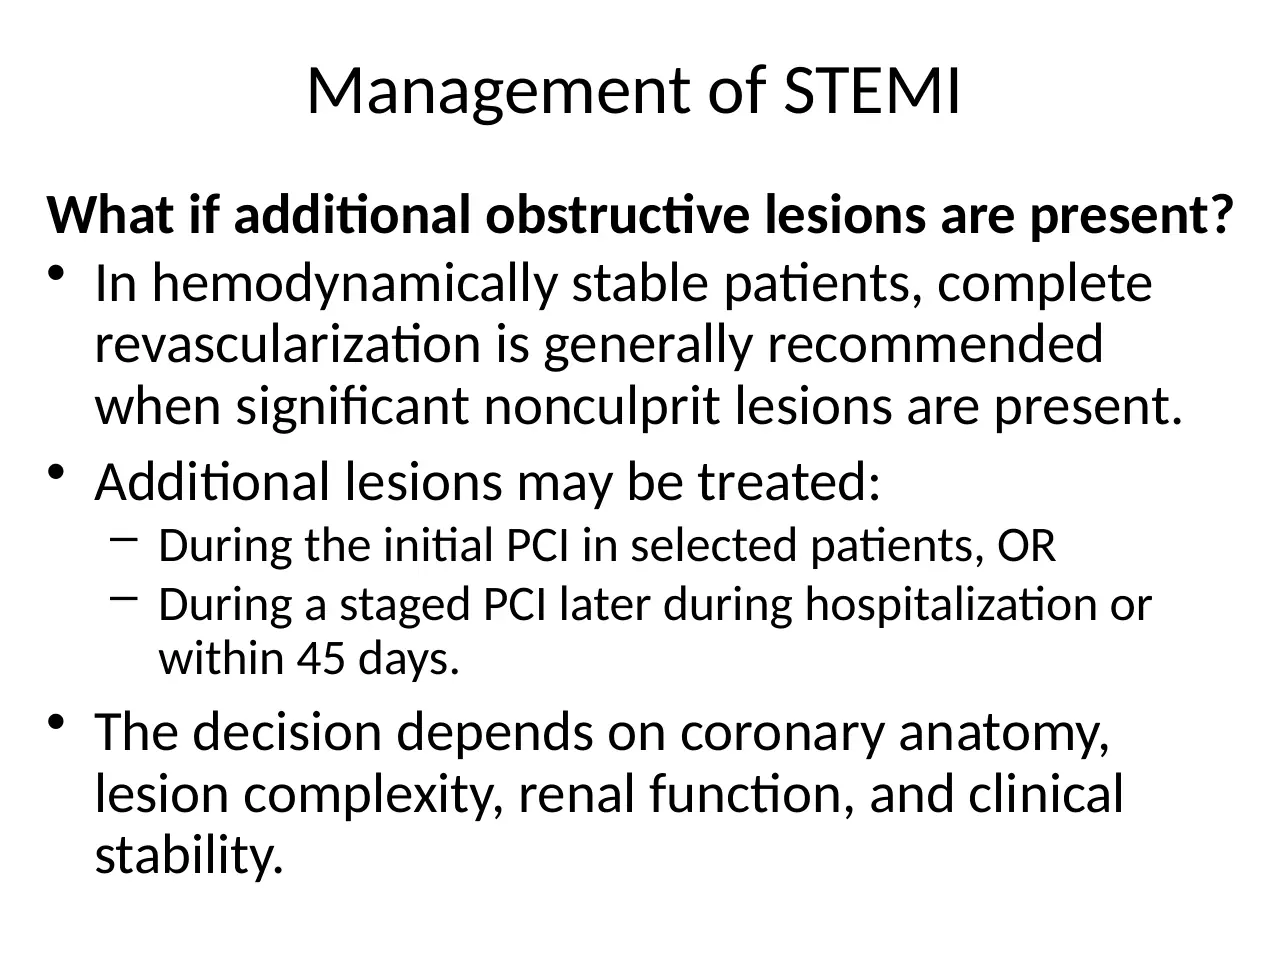 Management of STEMI
What if additional obstructive lesions are present?
• In hemodynamically stable patients, complete
revascularization is generally recommended
when significant nonculprit lesions are present.
• Additional lesions may be treated:
– During the initial PCI in selected patients, OR
– During a staged PCI later during hospitalization or
within 45 days.
• The decision depends on coronary anatomy,
lesion complexity, renal function, and clinical
stability.